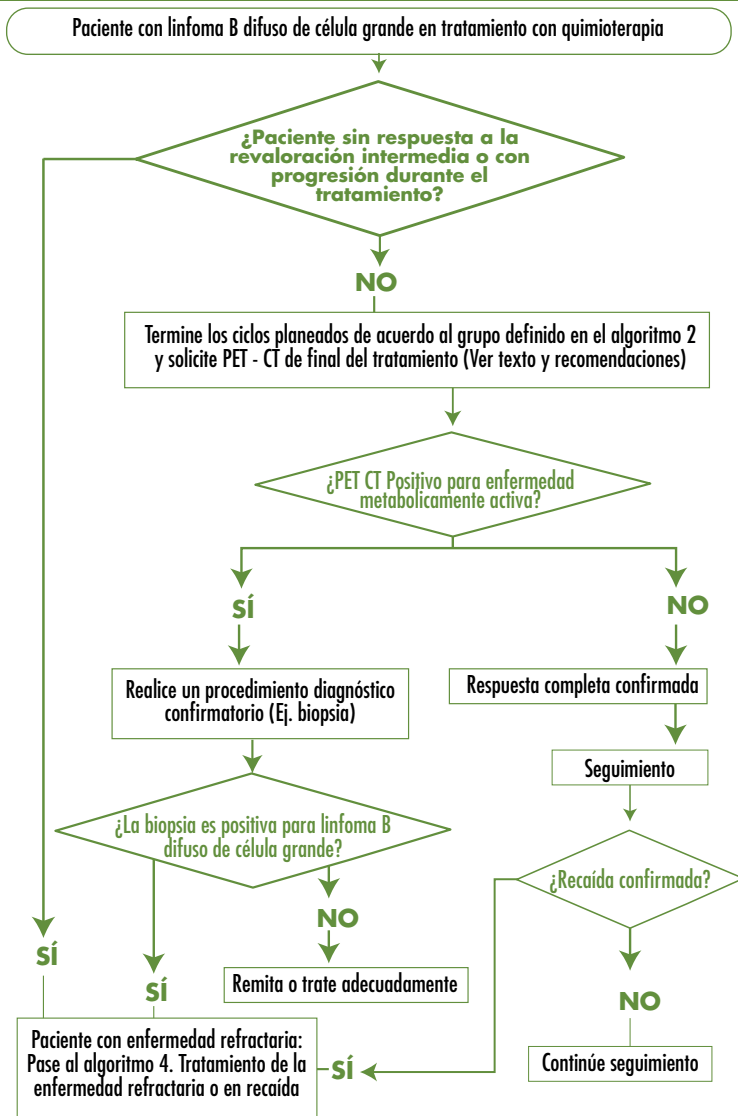 Paciente con linfoma B difuso de célula grande en tratamiento con quimioterapia
¿Paciente sin respuesta a la
revaloración intermedia o con
progresión durante el
tratamiento?
NO
Termine los ciclos planeados de acuerdo al grupo definido en el algoritmo 2
y solicite PET - CT de final del tratamiento (Ver texto y recomendaciones)
¿PET CT Positivo para enfermedad
metabolicamente activa?
SÍ
NO
Realice un procedimiento diagnóstico
confirmatorio (Ej. biopsia)
Respuesta completa confirmada
Seguimiento
¿La biopsia es positiva para linfoma B
difuso de célula grande?
¿Recaída confirmada?
NO
SÍ
SÍ
Remita o trate adecuadamente
NO
Paciente con enfermedad refractaria:
Pase al algoritmo 4. Tratamiento de la
enfermedad refractaria o en recaída
SÍ
Continúe seguimiento